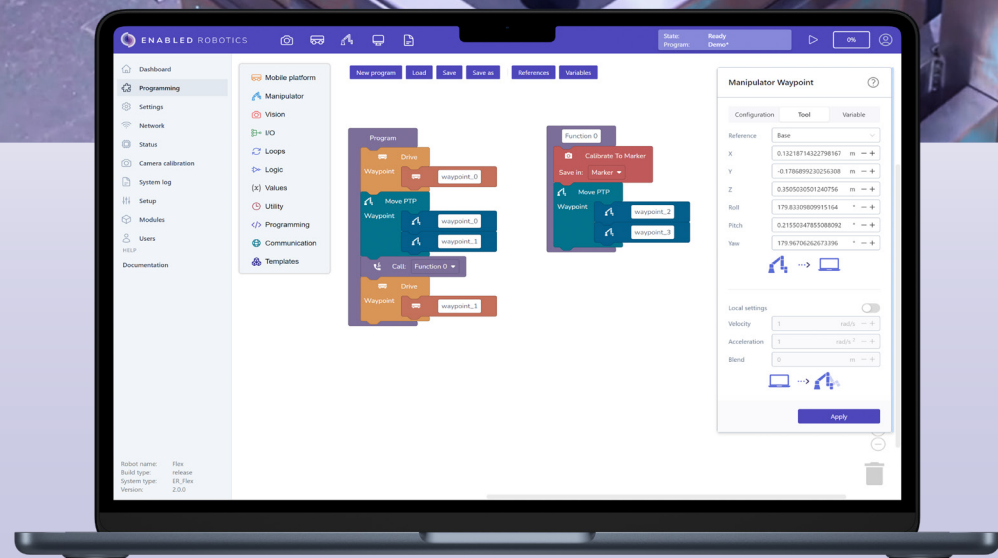 ENABLED ROBOTICS
State: Ready
Program: Demo*
0%
Dashboard
Programming
Settings
Network
Status
Camera calibration
System log
Setup
Modules
Users
HELP
Documentation
Robot name: Flex
Build type: release
System type: ER_Flex
Version: 2.0.0
Mobile platform
Manipulator
Vision
I/O
Loops
Logic
(x) Values
Utility
</> Programming
Communication
Templates
New program Load Save Save as References Variables
Program
Drive
Waypoint waypoint_0
Move PTP
Waypoint waypoint_0
waypoint_1
Call: Function 0
Drive
Waypoint waypoint_1
Function 0
Calibrate To Marker
Save in: Marker
Move PTP
Waypoint waypoint_2
waypoint_3
Manipulator Waypoint ?
Configuration Tool Variable
Reference Base
X 0.13218714322798167 m − +
Y -0.1786899230256308 m − +
Z 0.3505030501240756 m − +
Roll 179.83309809915164 ° − +
Pitch 0.21550347855088092 ° − +
Yaw 179.96706262673396 ° − +
Local settings
Velocity 1 rad/s − +
Acceleration 1 rad/s² − +
Blend 0 m − +
Apply